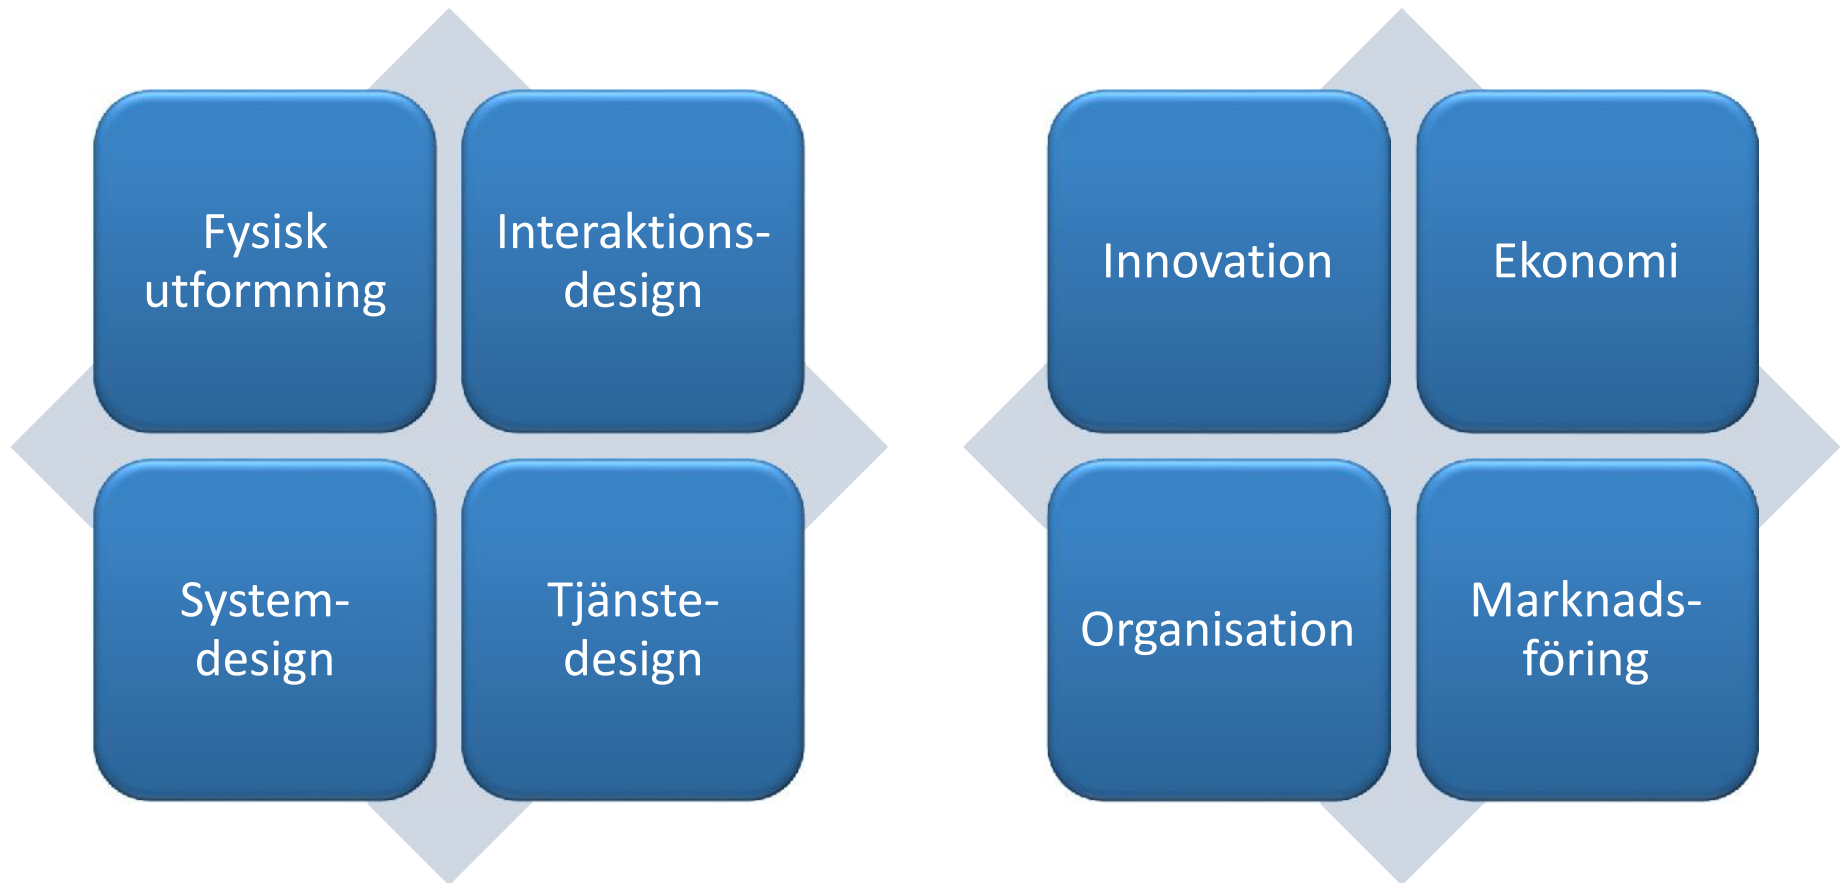 Fysisk
utformning
Interaktions-
design
System-
design
Tjänste-
design
Innovation
Ekonomi
Organisation
Marknads-
föring